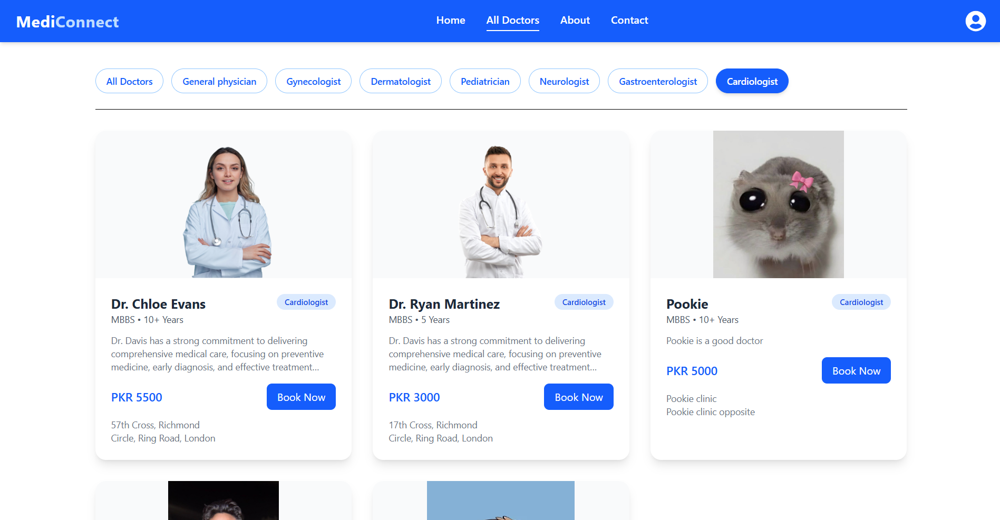 MediConnect
Home
All Doctors
About
Contact
All Doctors
General physician
Gynecologist
Dermatologist
Pediatrician
Neurologist
Gastroenterologist
Cardiologist
Dr. Chloe Evans
Cardiologist
MBBS • 10+ Years
Dr. Davis has a strong commitment to delivering
comprehensive medical care, focusing on preventive
medicine, early diagnosis, and effective treatment...
PKR 5500
Book Now
57th Cross, Richmond
Circle, Ring Road, London
Dr. Ryan Martinez
Cardiologist
MBBS • 5 Years
Dr. Davis has a strong commitment to delivering
comprehensive medical care, focusing on preventive
medicine, early diagnosis, and effective treatment...
PKR 3000
Book Now
17th Cross, Richmond
Circle, Ring Road, London
Pookie
Cardiologist
MBBS • 10+ Years
Pookie is a good doctor
PKR 5000
Book Now
Pookie clinic
Pookie clinic opposite